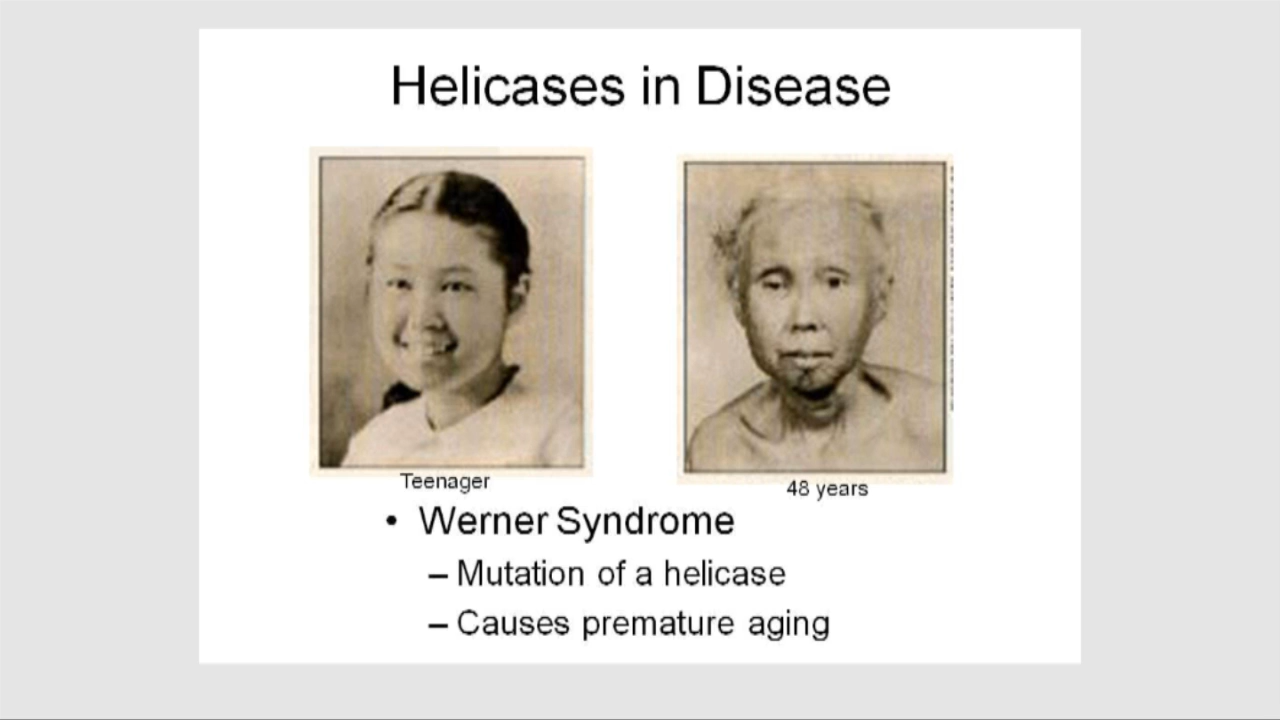 Helicases in Disease
Teenager
48 years
• Werner Syndrome
– Mutation of a helicase
– Causes premature aging